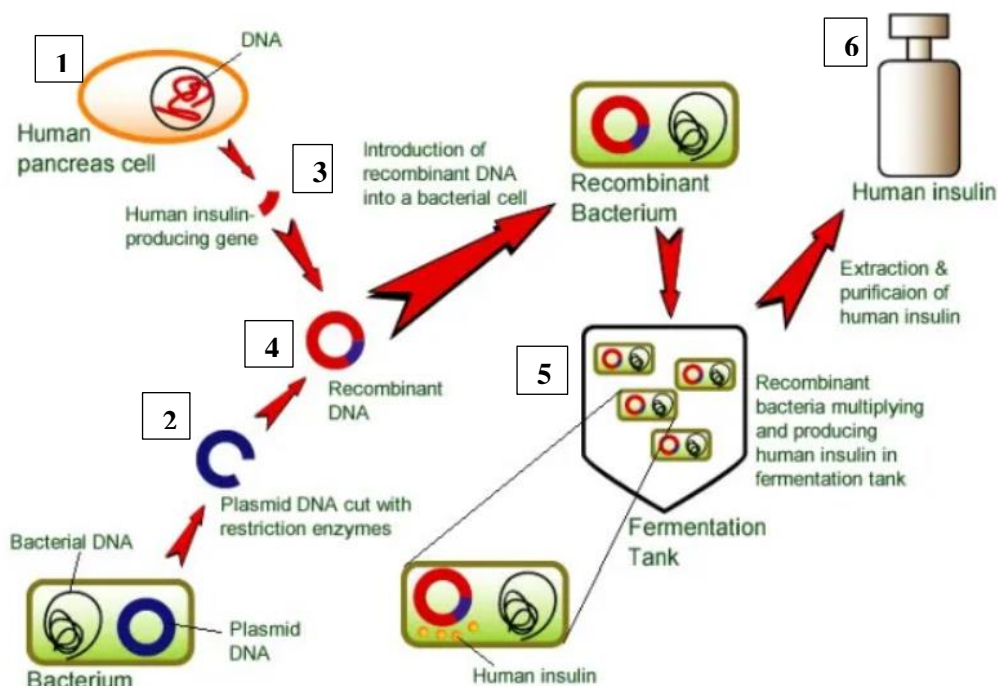 1
DNA
Human
pancreas cell
3
Human insulin-
producing gene
Introduction of
recombinant DNA
into a bacterial cell
Recombinant
Bacterium
6
Human insulin
Extraction &
purificaion of
human insulin
4
Recombinant
DNA
2
Plasmid DNA cut with
restriction enzymes
Bacterial DNA
Plasmid
DNA
Bacterium
5
Recombinant
bacteria multiplying
and producing
human insulin in
fermentation tank
Fermentation
Tank
Human insulin